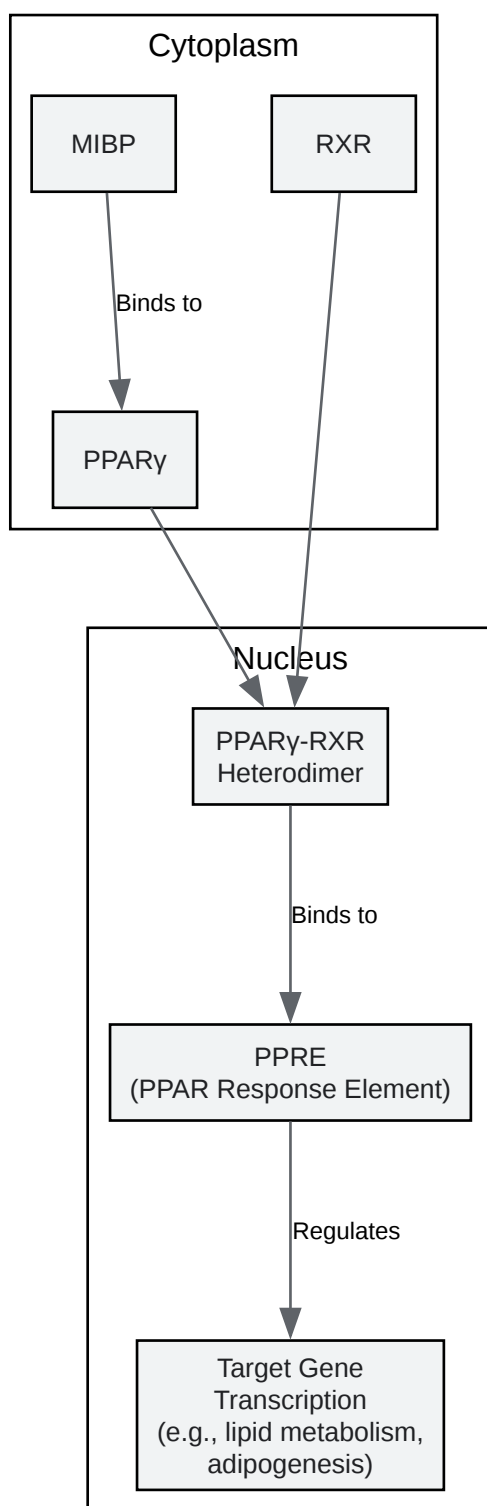 Cytoplasm
MIBP
RXR
Binds to
PPARγ
Nucleus
PPARγ-RXR
Heterodimer
Binds to
PPRE
(PPAR Response Element)
Regulates
Target Gene
Transcription
(e.g., lipid metabolism,
adipogenesis)